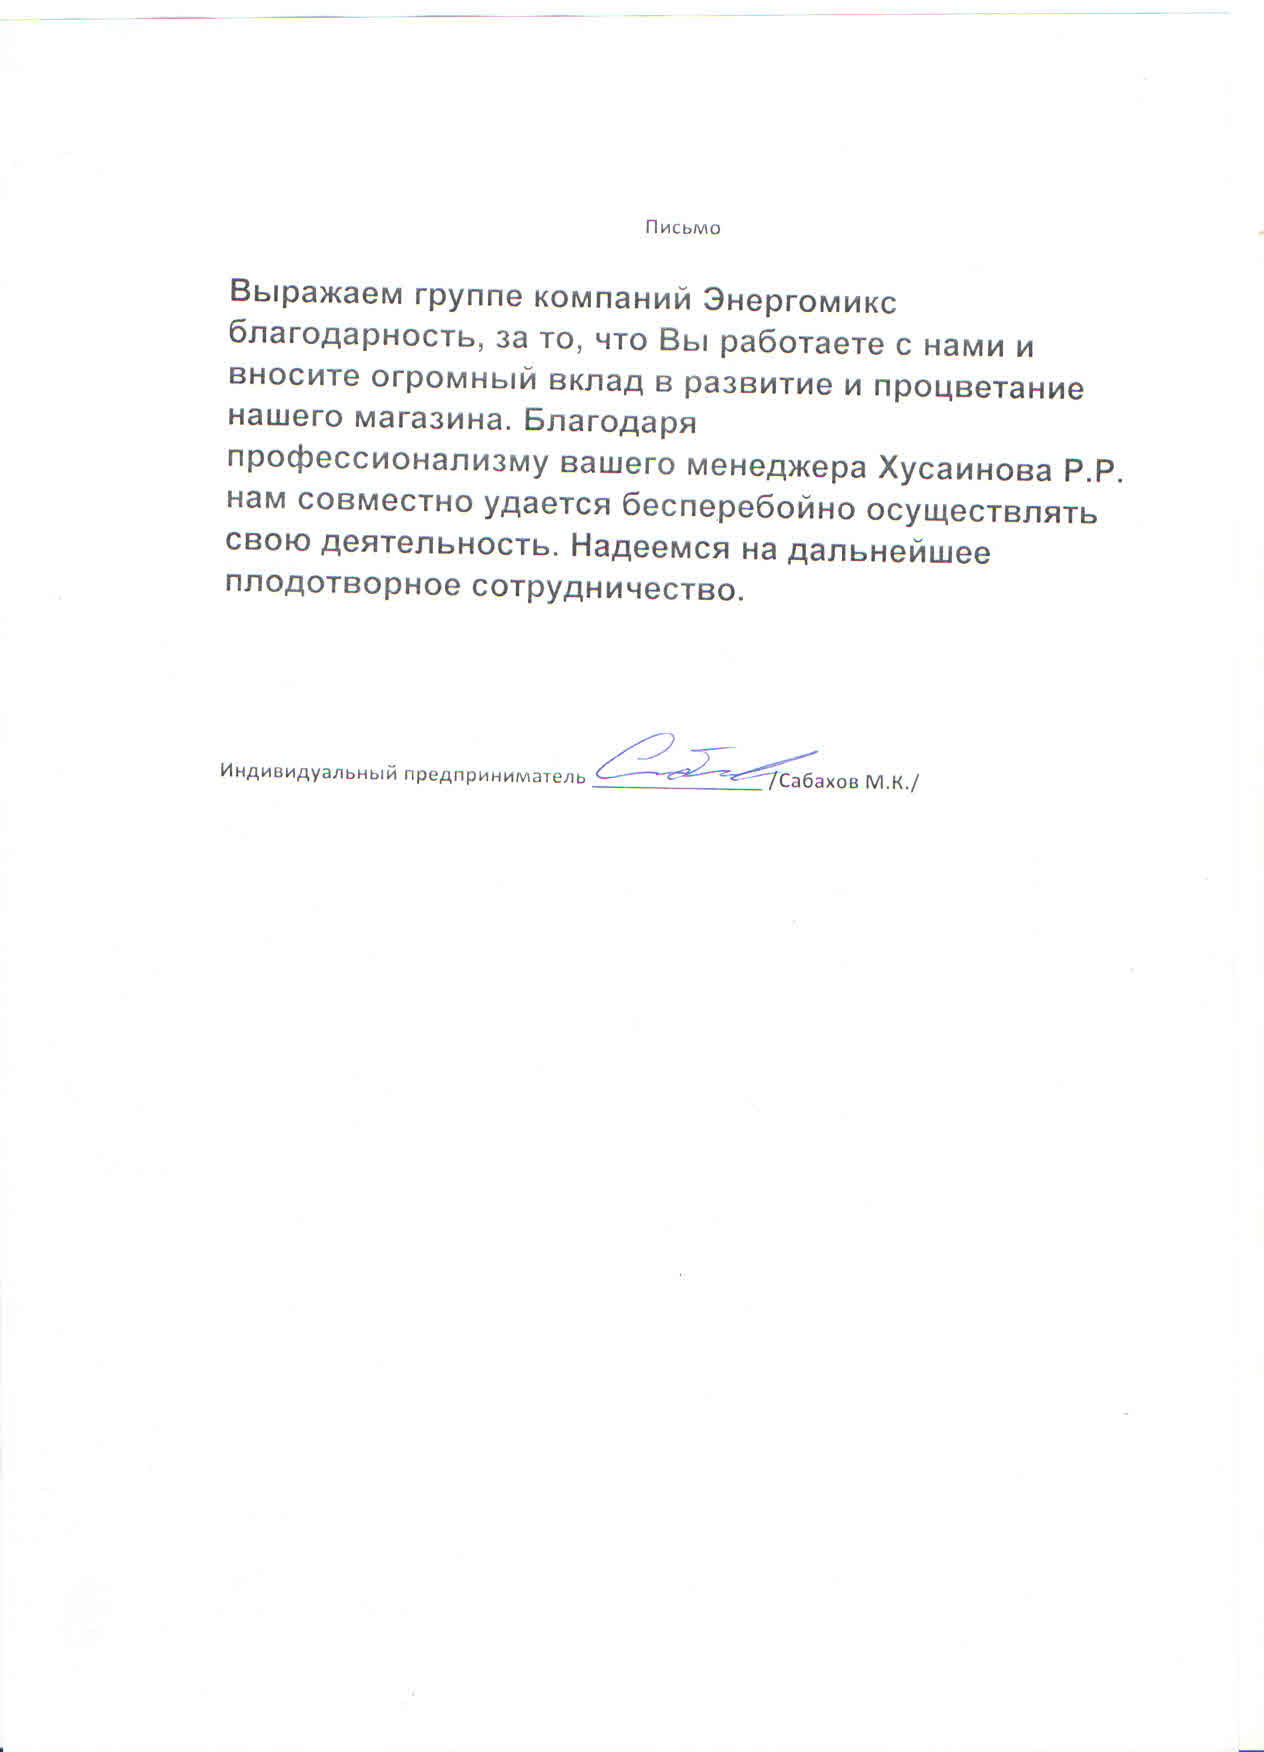 Письмо
Выражаем группе компаний Энергомикс
благодарность, за то, что Вы работаете с нами и
вносите огромный вклад в развитие и процветание
нашего магазина. Благодаря
профессионализму вашего менеджера Хусаинова Р.Р.
нам совместно удается бесперебойно осуществлять
свою деятельность. Надеемся на дальнейшее
плодотворное сотрудничество.
Индивидуальный предприниматель /Сабахов М.К./